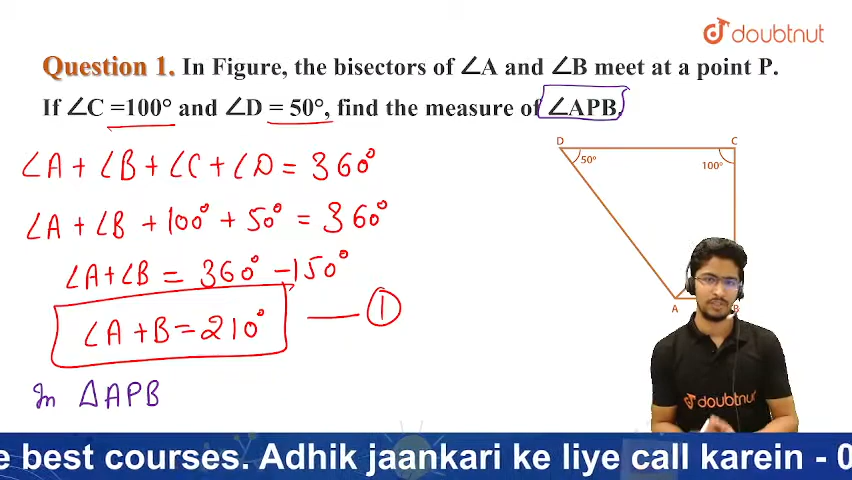 doubtnut
Question 1. In Figure, the bisectors of ∠A and ∠B meet at a point P.
If ∠C =100° and ∠D = 50°, find the measure of ∠APB.
∠A + ∠B + ∠C + ∠D = 360°
∠A + ∠B + 100° + 50° = 360°
∠A+∠B = 360° - 150°
∠A + B = 210° — 1
In △APB
D
C
50°
100°
A
B
doubtnut
e best courses. Adhik jaankari ke liye call karein - 0